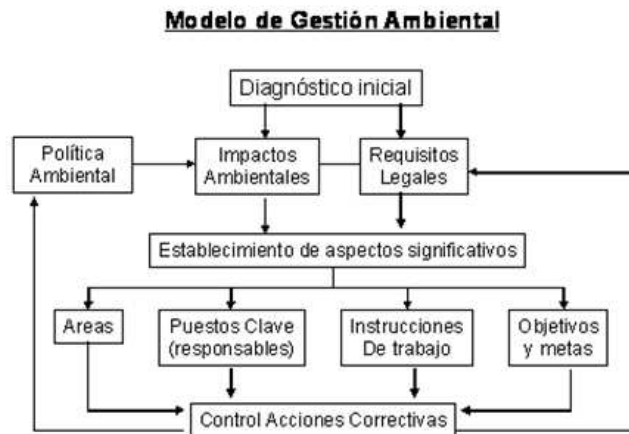 Modelo de Gestión Ambiental
Diagnóstico inicial
Política
Ambiental
Impactos
Ambientales
Requisitos
Legales
Establecimiento de aspectos significativos
Areas
Puestos Clave
(responsables)
Instrucciones
De trabajo
Objetivos
y metas
Control Acciones Correctivas